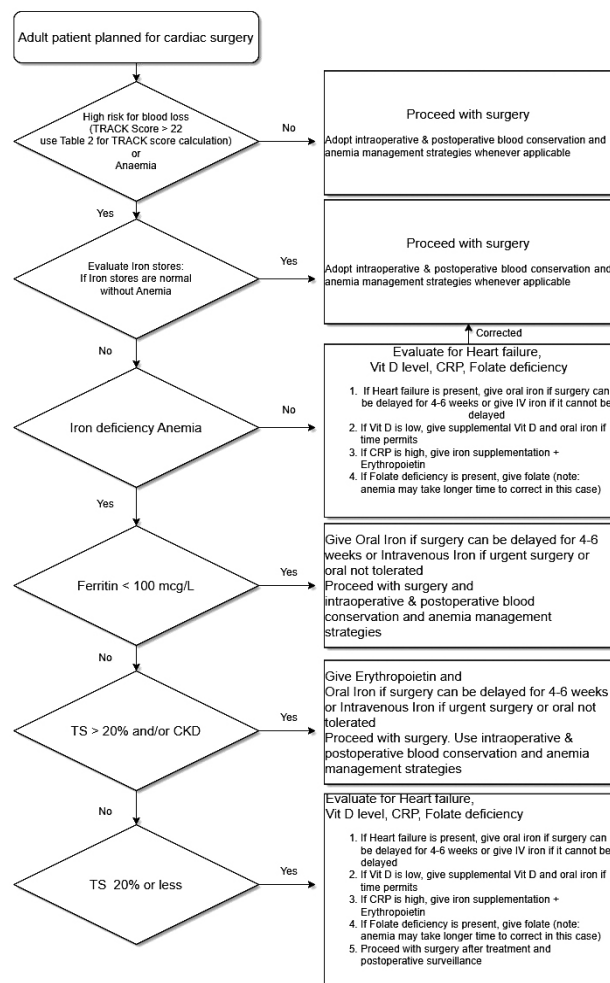 Adult patient planned for cardiac surgery
High risk for blood loss
(TRACK Score > 22
use Table 2 for TRACK score calculation)
or
Anaemia
No
Proceed with surgery
Adopt intraoperative & postoperative blood conservation and
anemia management strategies whenever applicable
Yes
Evaluate Iron stores:
If Iron stores are normal
without Anemia
Yes
Proceed with surgery
Adopt intraoperative & postoperative blood conservation and
anemia management strategies whenever applicable
No
Corrected
Iron deficiency Anemia
No
Evaluate for Heart failure,
Vit D level, CRP, Folate deficiency
1. If Heart failure is present, give oral iron if surgery can
be delayed for 4-6 weeks or give IV iron if it cannot be
delayed
2. If Vit D is low, give supplemental Vit D and oral iron if
time permits
3. If CRP is high, give iron supplementation +
Erythropoietin
4. If Folate deficiency is present, give folate (note:
anemia may take longer time to correct in this case)
Yes
Ferritin < 100 mcg/L
Yes
Give Oral Iron if surgery can be delayed for 4-6
weeks or Intravenous Iron if urgent surgery or
oral not tolerated
Proceed with surgery and
intraoperative & postoperative blood
conservation and anemia management
strategies
No
TS > 20% and/or CKD
Yes
Give Erythropoietin and
Oral Iron if surgery can be delayed for 4-6 weeks
or Intravenous Iron if urgent surgery or oral not
tolerated
Proceed with surgery. Use intraoperative &
postoperative blood conservation and anemia
management strategies
No
TS 20% or less
Yes
Evaluate for Heart failure,
Vit D level, CRP, Folate deficiency
1. If Heart failure is present, give oral iron if surgery can
be delayed for 4-6 weeks or give IV iron if it cannot be
delayed
2. If Vit D is low, give supplemental Vit D and oral iron if
time permits
3. If CRP is high, give iron supplementation +
Erythropoietin
4. If Folate deficiency is present, give folate (note:
anemia may take longer time to correct in this case)
5. Proceed with surgery after treatment and
postoperative surveillance